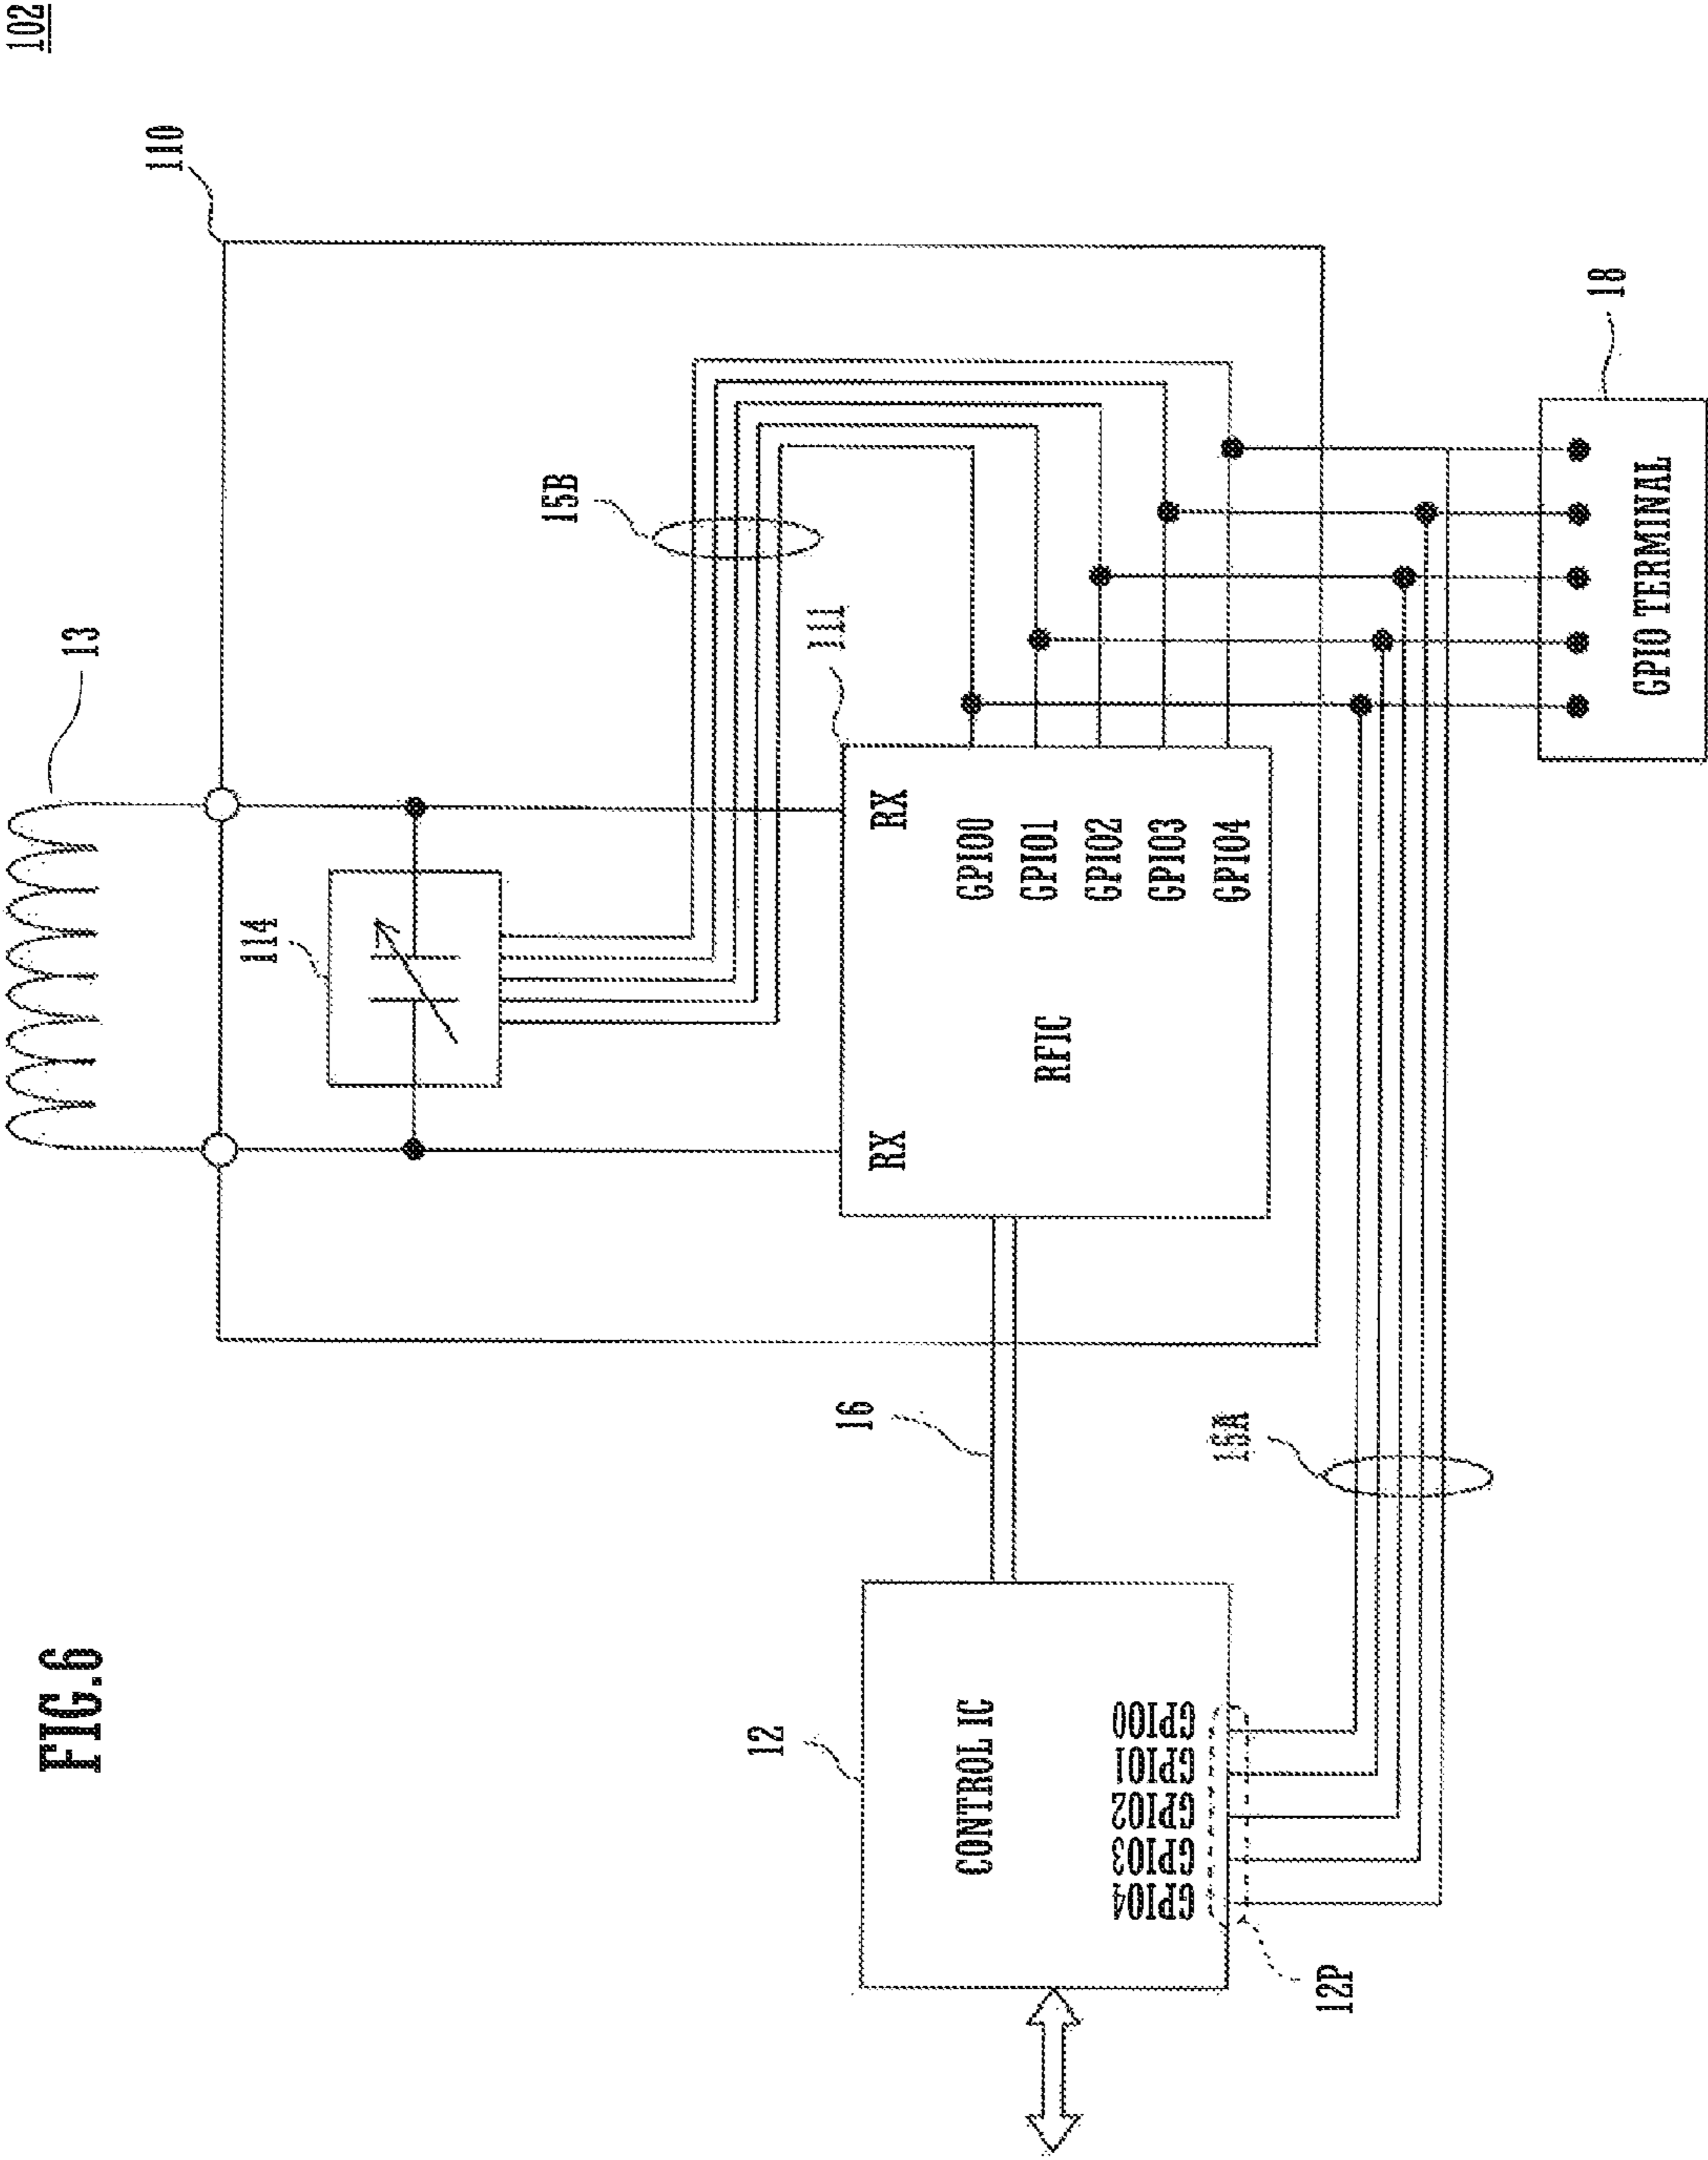 FIG.6
102
13
110
114
15B
12
111
16
RX
RX
CONTROL IC
RFIC
GPIO0
GPIO1
GPIO2
GPIO3
GPIO4
GPIO4
GPIO3
GPIO2
GPIO1
GPIO0
15A
12P
18
GPIO TERMINAL